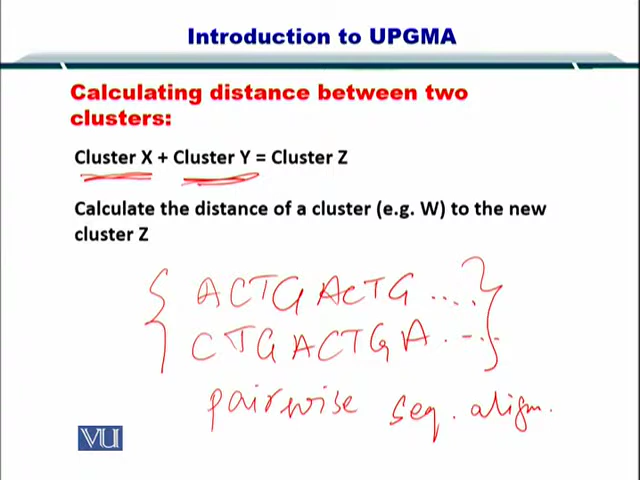 Introduction to UPGMA
Calculating distance between two
clusters:
Cluster X + Cluster Y = Cluster Z
Calculate the distance of a cluster (e.g. W) to the new
cluster Z
{ ACTGACTG .... }
{ CTGACTGA . -.. }
pairwise seq. align.
VU